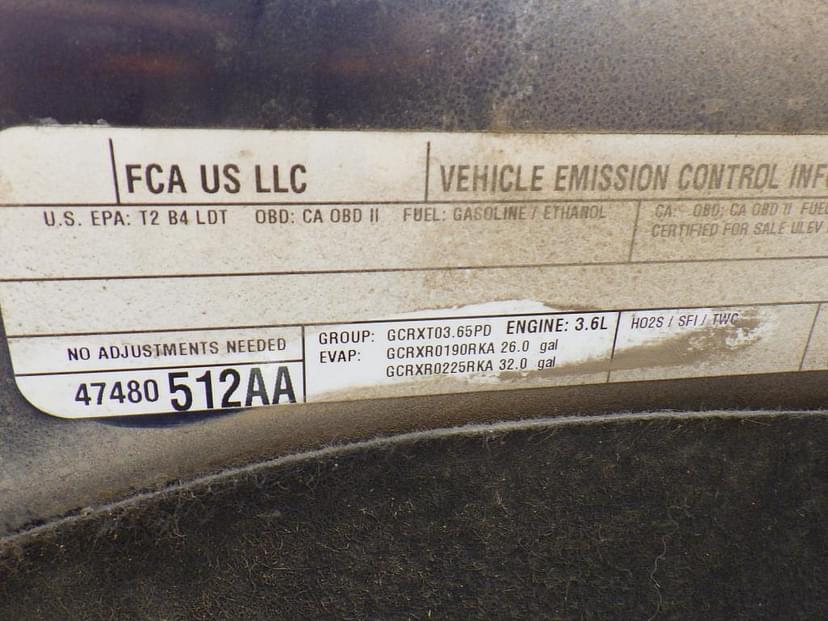 FCA US LLC
VEHICLE EMISSION CONTROL
U.S. EPA: T2 B4 LDT OBD: CA OBD II FUEL: GASOLINE / ETHANOL
CA: OBD: CA OBD II FUEL
CERTIFIED FOR SALE ULEV
NO ADJUSTMENTS NEEDED
47480 512AA
GROUP: GCRXT03.65PD ENGINE: 3.6L
EVAP: GCRXR0190RKA 26.0 gal
GCRXR0225RKA 32.0 gal
HO2S / SFI / TWC